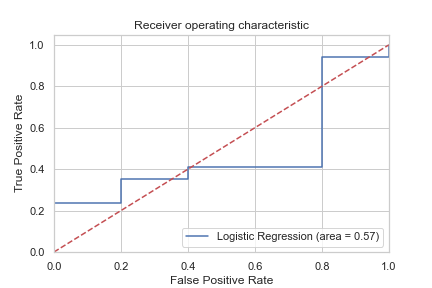 Receiver operating characteristic
1.0
0.8
0.6
0.4
0.2
0.0
True Positive Rate
Logistic Regression (area = 0.57)
0.0 0.2 0.4 0.6 0.8 1.0
False Positive Rate